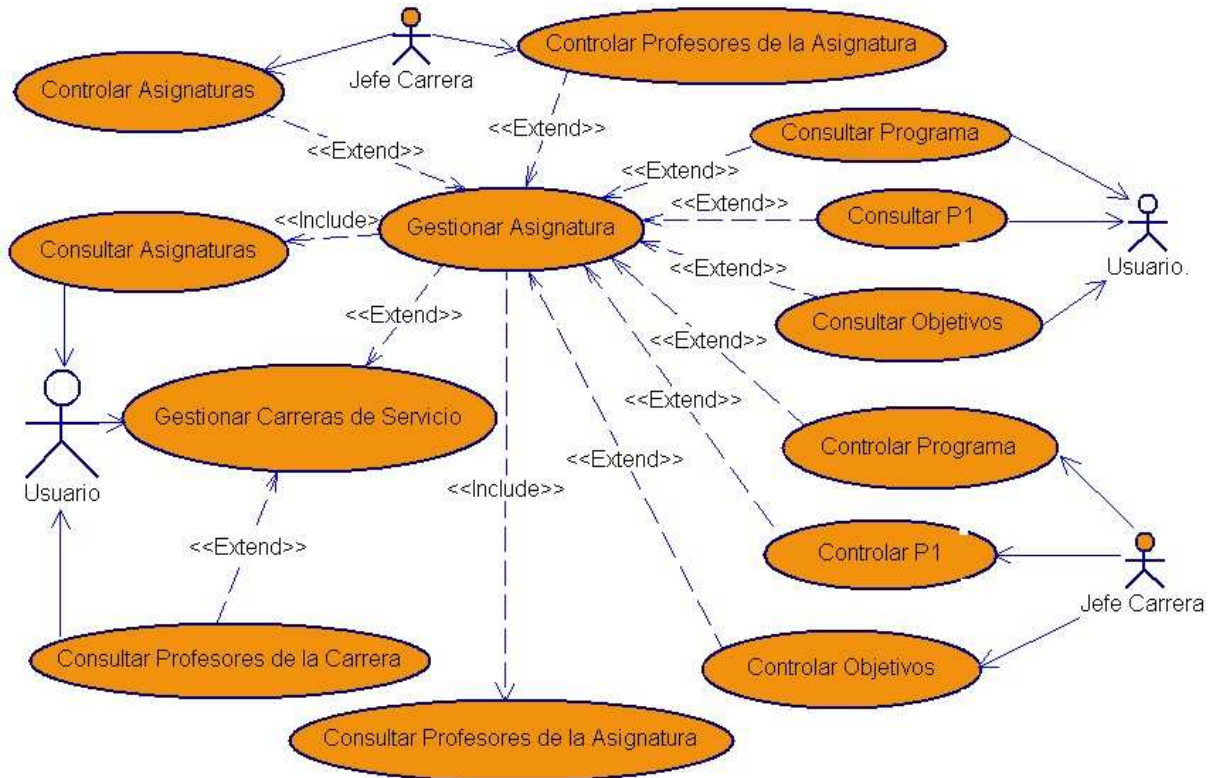 Controlar Profesores de la Asignatura
Jefe Carrera
Controlar Asignaturas
<<Extend>>
<<Extend>>
Consultar Programa
<<Extend>>
<<Include>
Gestionar Asignatura
<<Extend>>
Consultar P1
Consultar Asignaturas
Usuario.
<<Extend>>
<<Extend>>
Consultar Objetivos
<<Extend>>
Gestionar Carreras de Servicio
<<Extend>>
Controlar Programa
<<Extend>>
Usuario
<<Include>>
<<Extend>>
Controlar P1
Jefe Carrera
Consultar Profesores de la Carrera
Controlar Objetivos
Consultar Profesores de la Asignatura